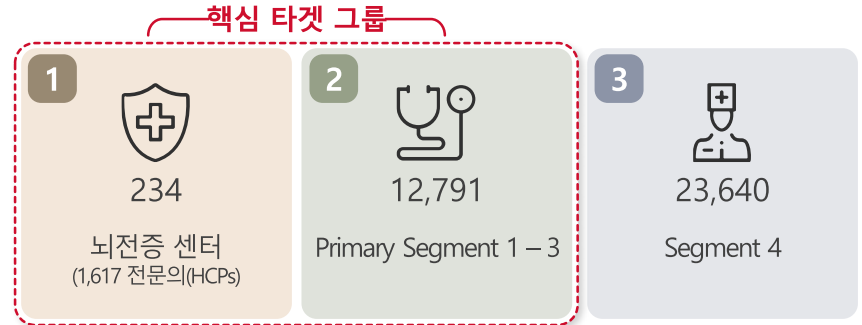 핵심 타겟 그룹
1
234
뇌전증 센터
(1,617 전문의(HCPs)
2
12,791
Primary Segment 1 – 3
3
23,640
Segment 4